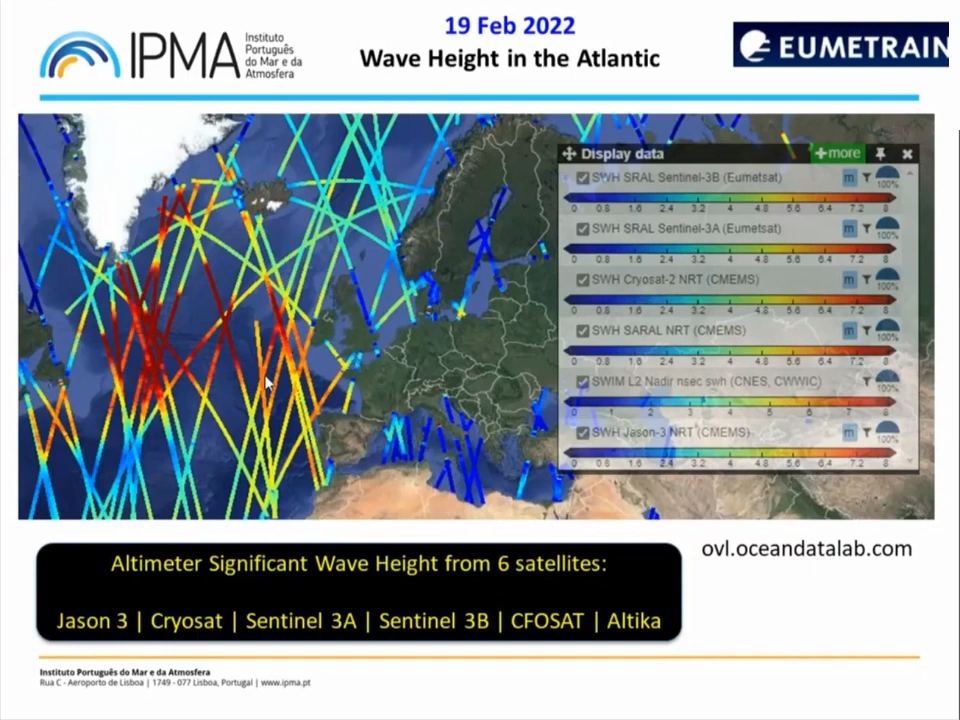 IPMA
Instituto
Português
do Mar e da
Atmosfera
19 Feb 2022
Wave Height in the Atlantic
EUMETRAIN
Display data
+more
SWH SRAL Sentinel-3B (Eumetsat)
m
100%
0 0.8 1.6 2.4 3.2 4 4.8 5.6 6.4 7.2 8
SWH SRAL Sentinel-3A (Eumetsat)
m
100%
0 0.8 1.6 2.4 3.2 4 4.8 5.6 6.4 7.2 8
SWH Cryosat-2 NRT (CMEMS)
m
100%
0 0.8 1.6 2.4 3.2 4 4.8 5.6 6.4 7.2 8
SWH SARAL NRT (CMEMS)
m
100%
0 0.8 1.6 2.4 3.2 4 4.8 5.6 6.4 7.2 8
SWIM L2 Nadir nsec swh (CNES, CWWIC)
100%
0 1 2 3 4 5 6 7 8
SWH Jason-3 NRT (CMEMS)
m
100%
0 0.8 1.6 2.4 3.2 4 4.8 5.6 6.4 7.2 8
ovl.oceandatalab.com
Altimeter Significant Wave Height from 6 satellites:
Jason 3 | Cryosat | Sentinel 3A | Sentinel 3B | CFOSAT | Altika
Instituto Português do Mar e da Atmosfera
Rua C - Aeroporto de Lisboa | 1749 - 077 Lisboa, Portugal | www.ipma.pt